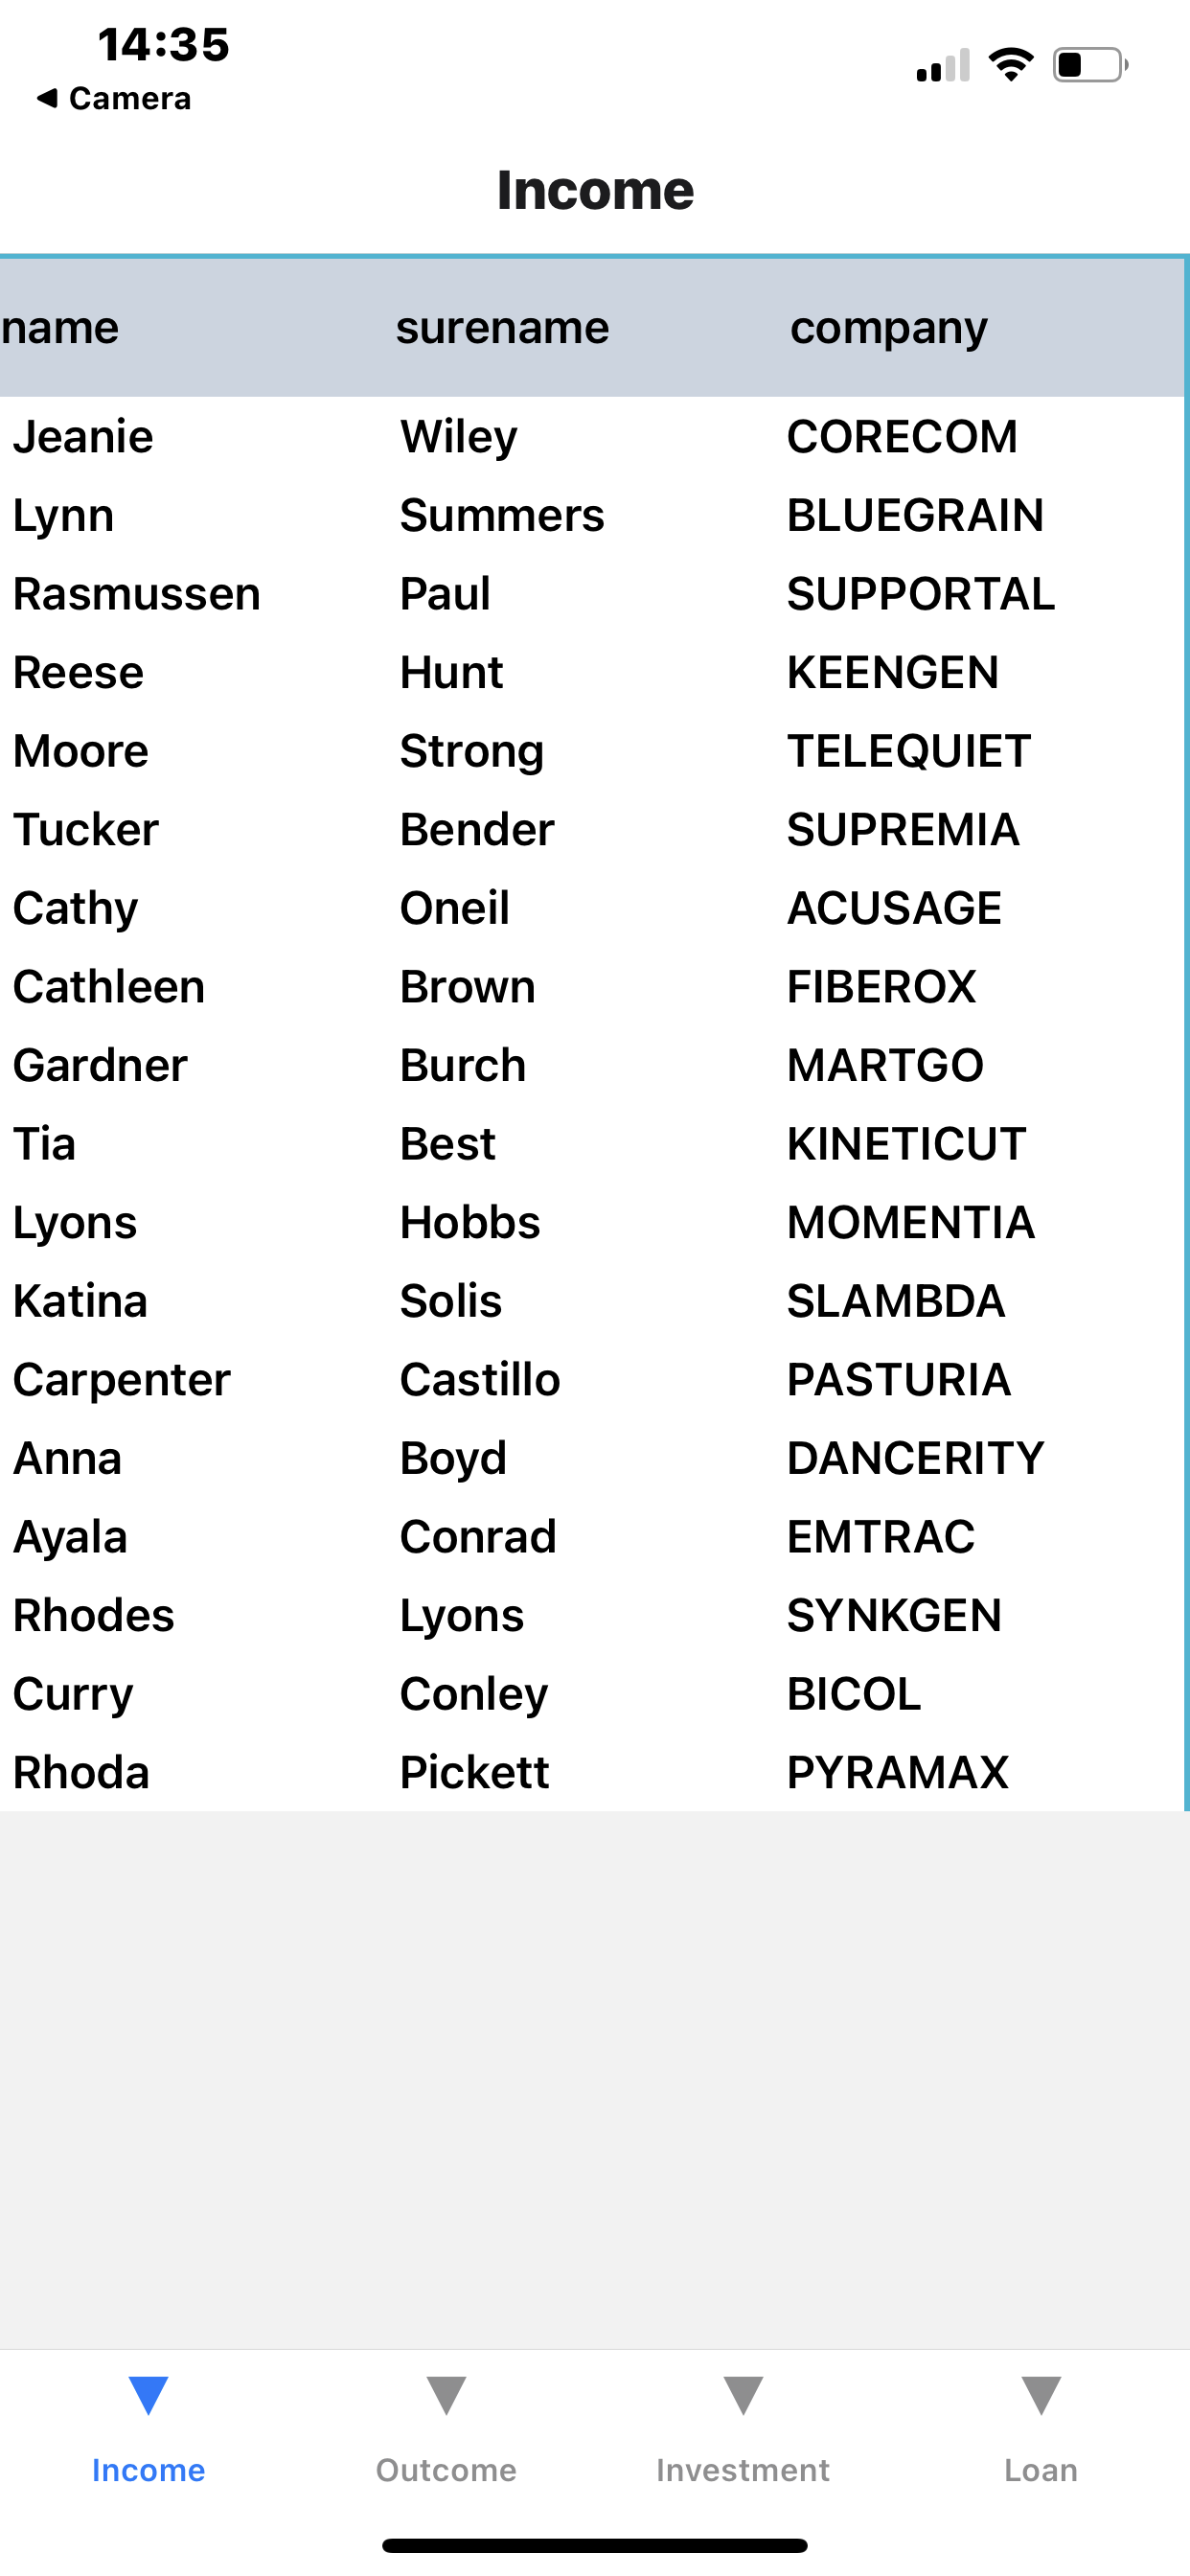 14:35
Camera
Income
name surename company
Jeanie Wiley CORECOM
Lynn Summers BLUEGRAIN
Rasmussen Paul SUPPORTAL
Reese Hunt KEENGEN
Moore Strong TELEQUIET
Tucker Bender SUPREMIA
Cathy Oneil ACUSAGE
Cathleen Brown FIBEROX
Gardner Burch MARTGO
Tia Best KINETICUT
Lyons Hobbs MOMENTIA
Katina Solis SLAMBDA
Carpenter Castillo PASTURIA
Anna Boyd DANCERITY
Ayala Conrad EMTRAC
Rhodes Lyons SYNKGEN
Curry Conley BICOL
Rhoda Pickett PYRAMAX
Income Outcome Investment Loan